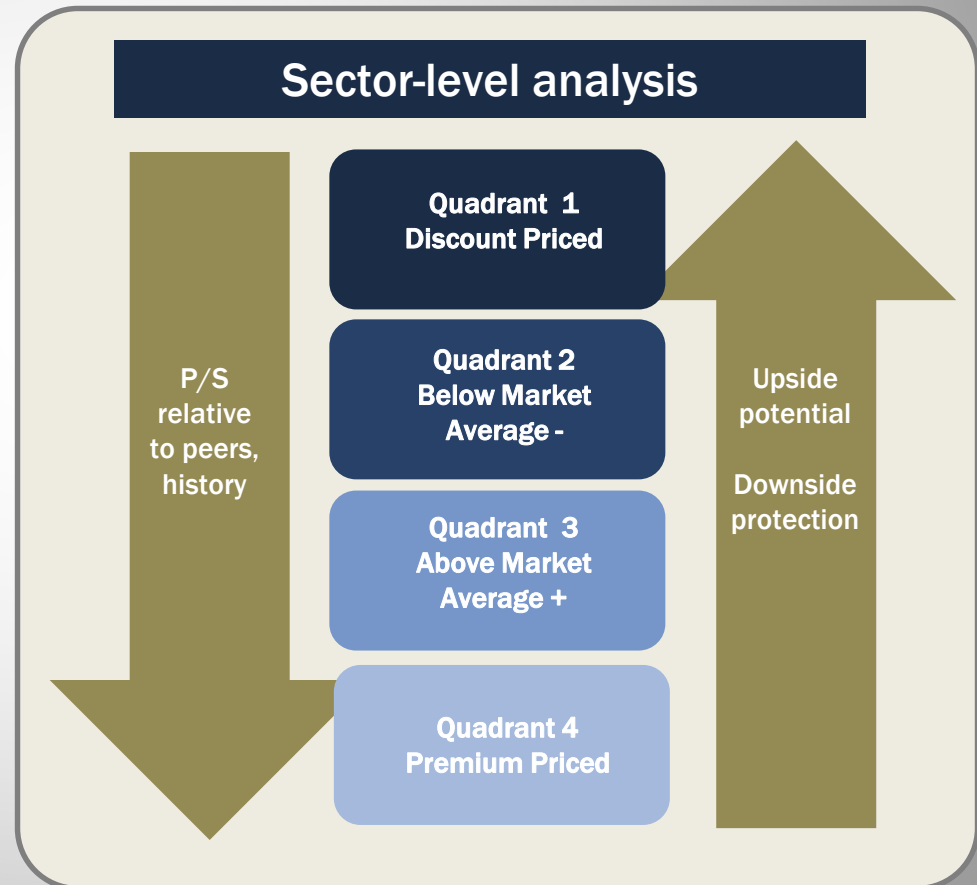 Sector-level analysis
P/S
relative
to peers,
history
Quadrant 1
Discount Priced
Quadrant 2
Below Market
Average -
Quadrant 3
Above Market
Average +
Quadrant 4
Premium Priced
Upside
potential
Downside
protection